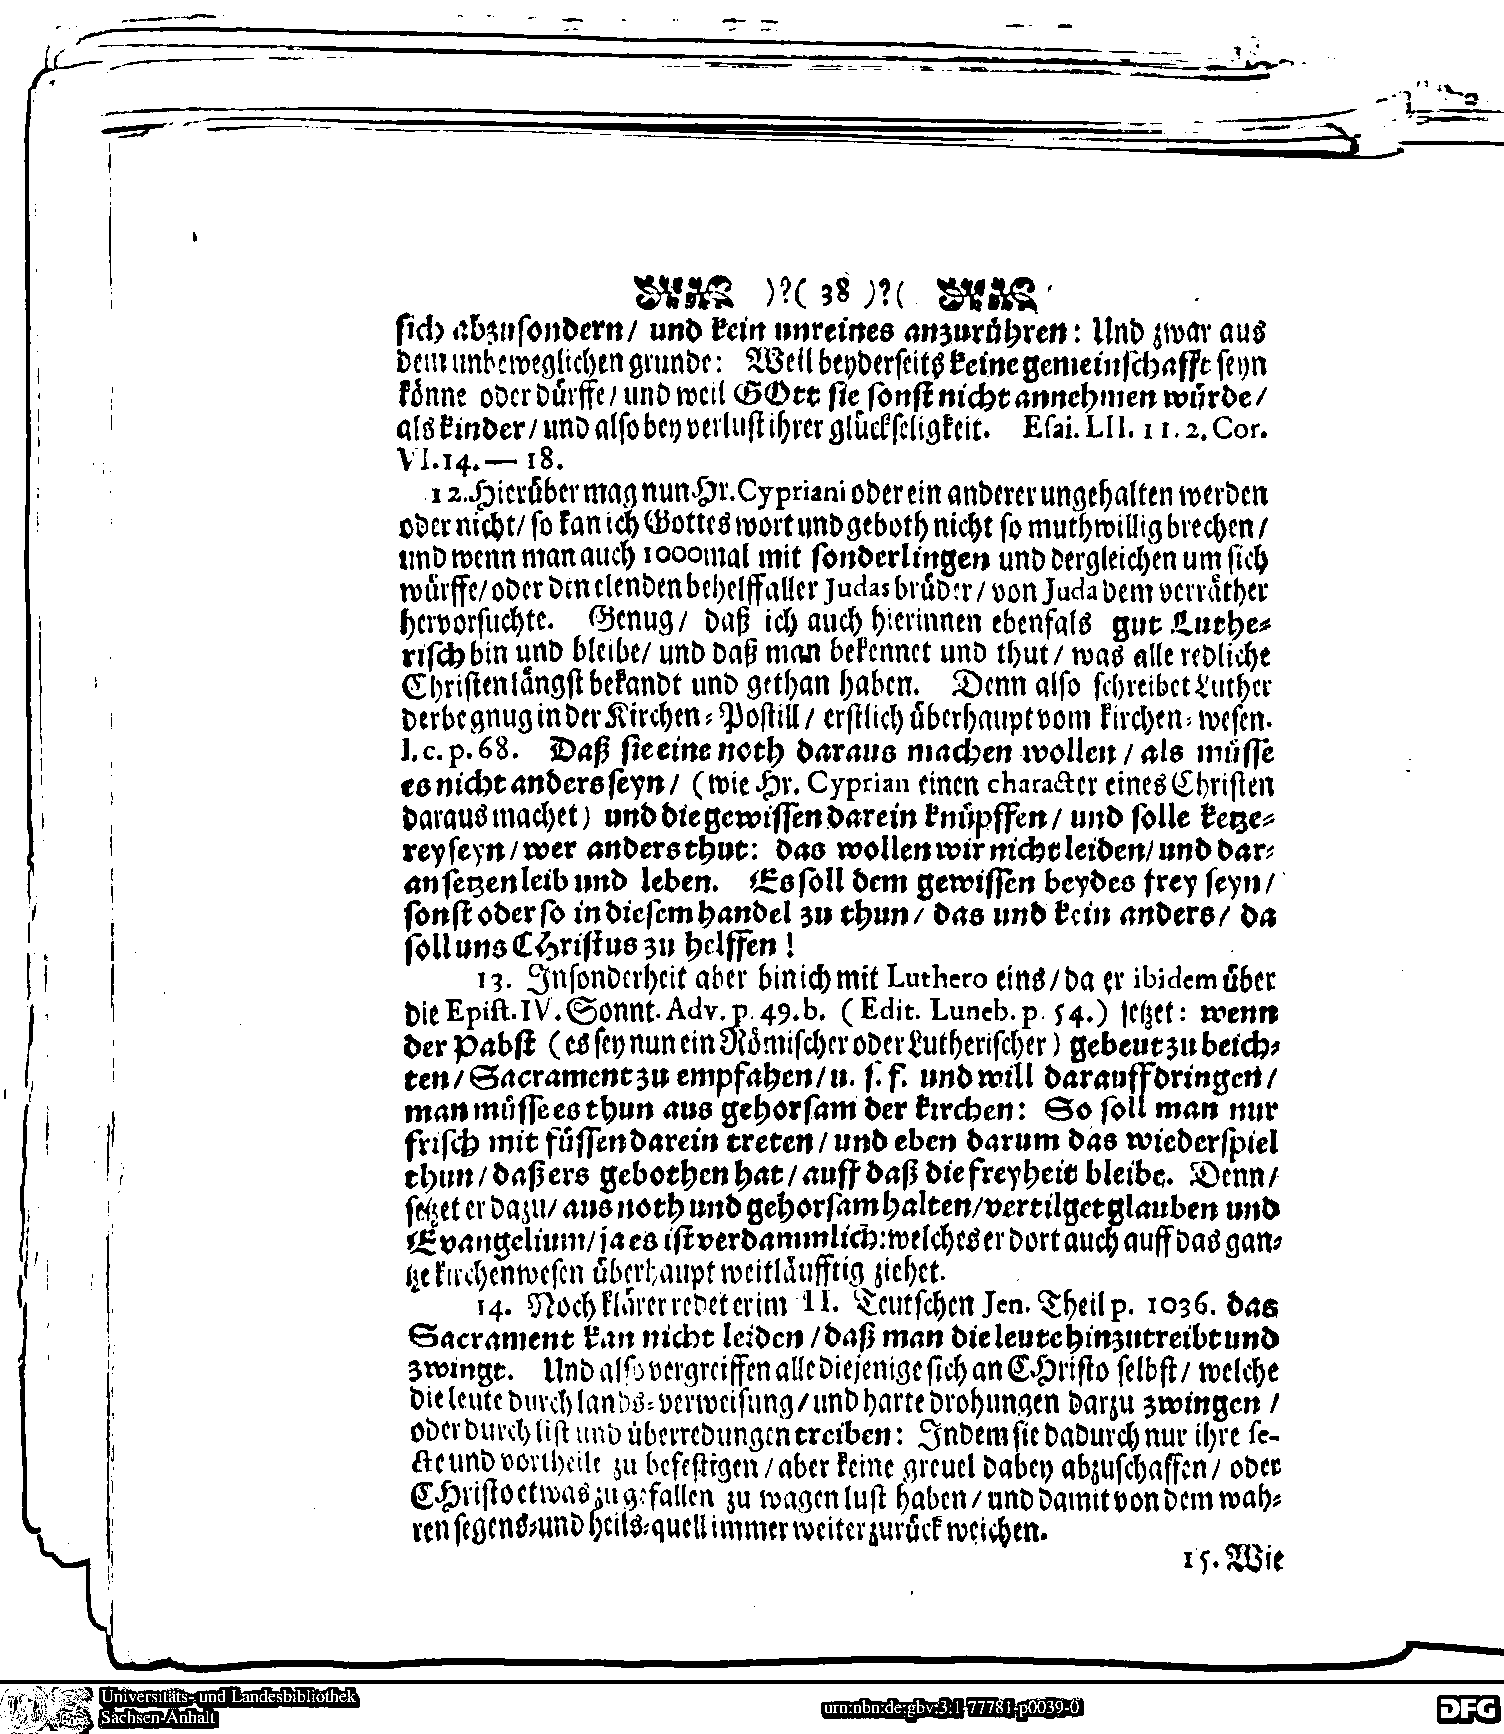 )?( 38 )?(
sich abzusondern/ und kein unreines anzurühren: Und zwar aus
dem unbeweglichen grunde: Weil beyderseits keine gemeinschafft seyn
könne oder dürffe/ und weil GOtt sie sonst nicht annehmen würde/
als kinder/ und also bey verlust ihrer glückseligkeit. Esai. LII. 11. 2. Cor.
VI. 14. — 18.
12. Hierüber mag nun Hr. Cypriani oder ein anderer ungehalten werden
oder nicht/ so kan ich Gottes wort und geboth nicht so muthwillig brechen/
und wenn man auch 1000mal mit sonderlingen und dergleichen um sich
würffe/ oder den elenden behelff aller Judas brüder/ von Juda dem verräther
hervorsuchte. Genug/ daß ich auch hierinnen ebenfals gut Luthe-
risch bin und bleibe/ und daß man bekennet und thut/ was alle redliche
Christen längst bekandt und gethan haben. Denn also schreibet Luther
derbe gnug in der Kirchen-Postill/ erstlich überhaupt vom kirchen-wesen.
l. c. p. 68. Daß sie eine noth daraus machen wollen/ als müsse
es nicht anders seyn/ (wie Hr. Cyprian einen character eines Christen
daraus machet) und die gewissen darein knüpffen/ und solle ketze-
rey seyn/ wer anders thut: das wollen wir nicht leiden/ und dar-
an setzen leib und leben. Es soll dem gewissen beydes frey seyn/
sonst oder so in diesem handel zu thun/ das und kein anders/ da
soll uns CHristus zu helffen!
13. Insonderheit aber bin ich mit Luthero eins/ da er ibidem über
die Epist. IV. Sonnt. Adv. p. 49. b. (Edit. Luneb. p. 54.) setzet: wenn
der Pabst (es sey nun ein Römischer oder Lutherischer) gebeut zu beich-
ten/ Sacrament zu empfahen/ u. s. f. und will darauff dringen/
man müsse es thun aus gehorsam der kirchen: So soll man nur
frisch mit füssen darein treten/ und eben darum das wiederspiel
thun/ daß ers gebothen hat/ auff daß die freyheit bleibe. Denn/
setzet er dazu/ aus noth und gehorsam halten/ vertilget glauben und
Evangelium/ ja es ist verdammlich: welches er dort auch auff das gan-
tze kirchenwesen überhaupt weitläufftig ziehet.
14. Noch klärer redet er im II. Teutschen Jen. Theil p. 1036. das
Sacrament kan nicht leiden/ daß man die leute hinzutreibt und
zwingt. Und also vergreiffen alle diejenige sich an CHristo selbst/ welche
die leute durch lands-verweisung/ und harte drohungen darzu zwingen/
oder durch list und überredungen treiben: Indem sie dadurch nur ihre se-
cte und vortheile zu befestigen/ aber keine greuel dabey abzuschaffen/ oder
CHristo etwas zu gefallen zu wagen lust haben/ und damit von dem wah-
ren segens-und heils-quell immer weiter zurück weichen.
15. Wie
Universitäts- und Landesbibliothek
Sachsen-Anhalt
urn:nbn:de:gbv:3:1-77781-p0039-0
DFG